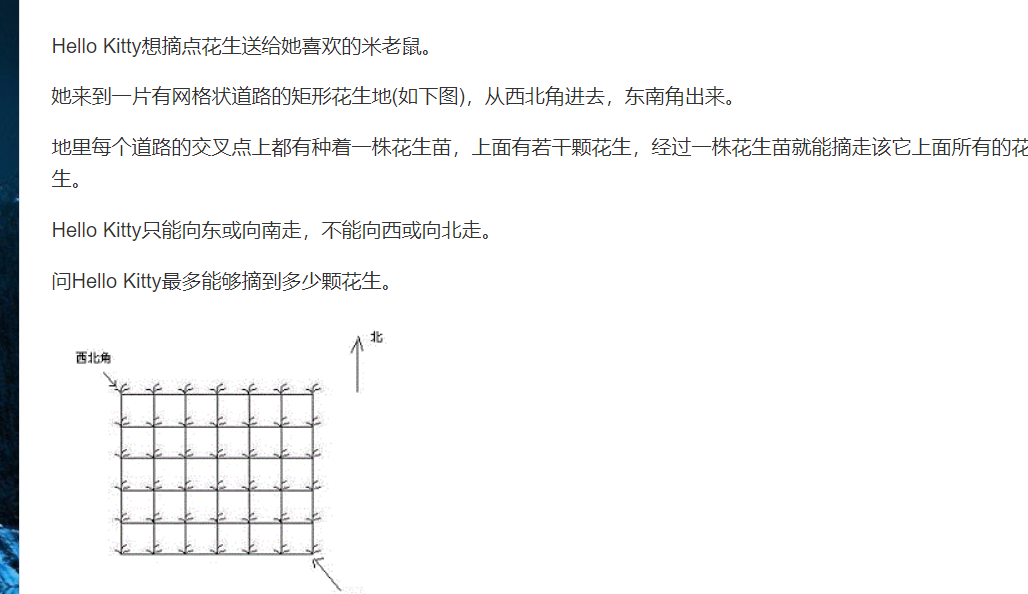 Hello Kitty想摘点花生送给她喜欢的米老鼠。
她来到一片有网格状道路的矩形花生地(如下图)，从西北角进去，东南角出来。
地里每个道路的交叉点上都有种着一株花生苗，上面有若干颗花生，经过一株花生苗就能摘走该它上面所有的花
生。
Hello Kitty只能向东或向南走，不能向西或向北走。
问Hello Kitty最多能够摘到多少颗花生。
北
西北角